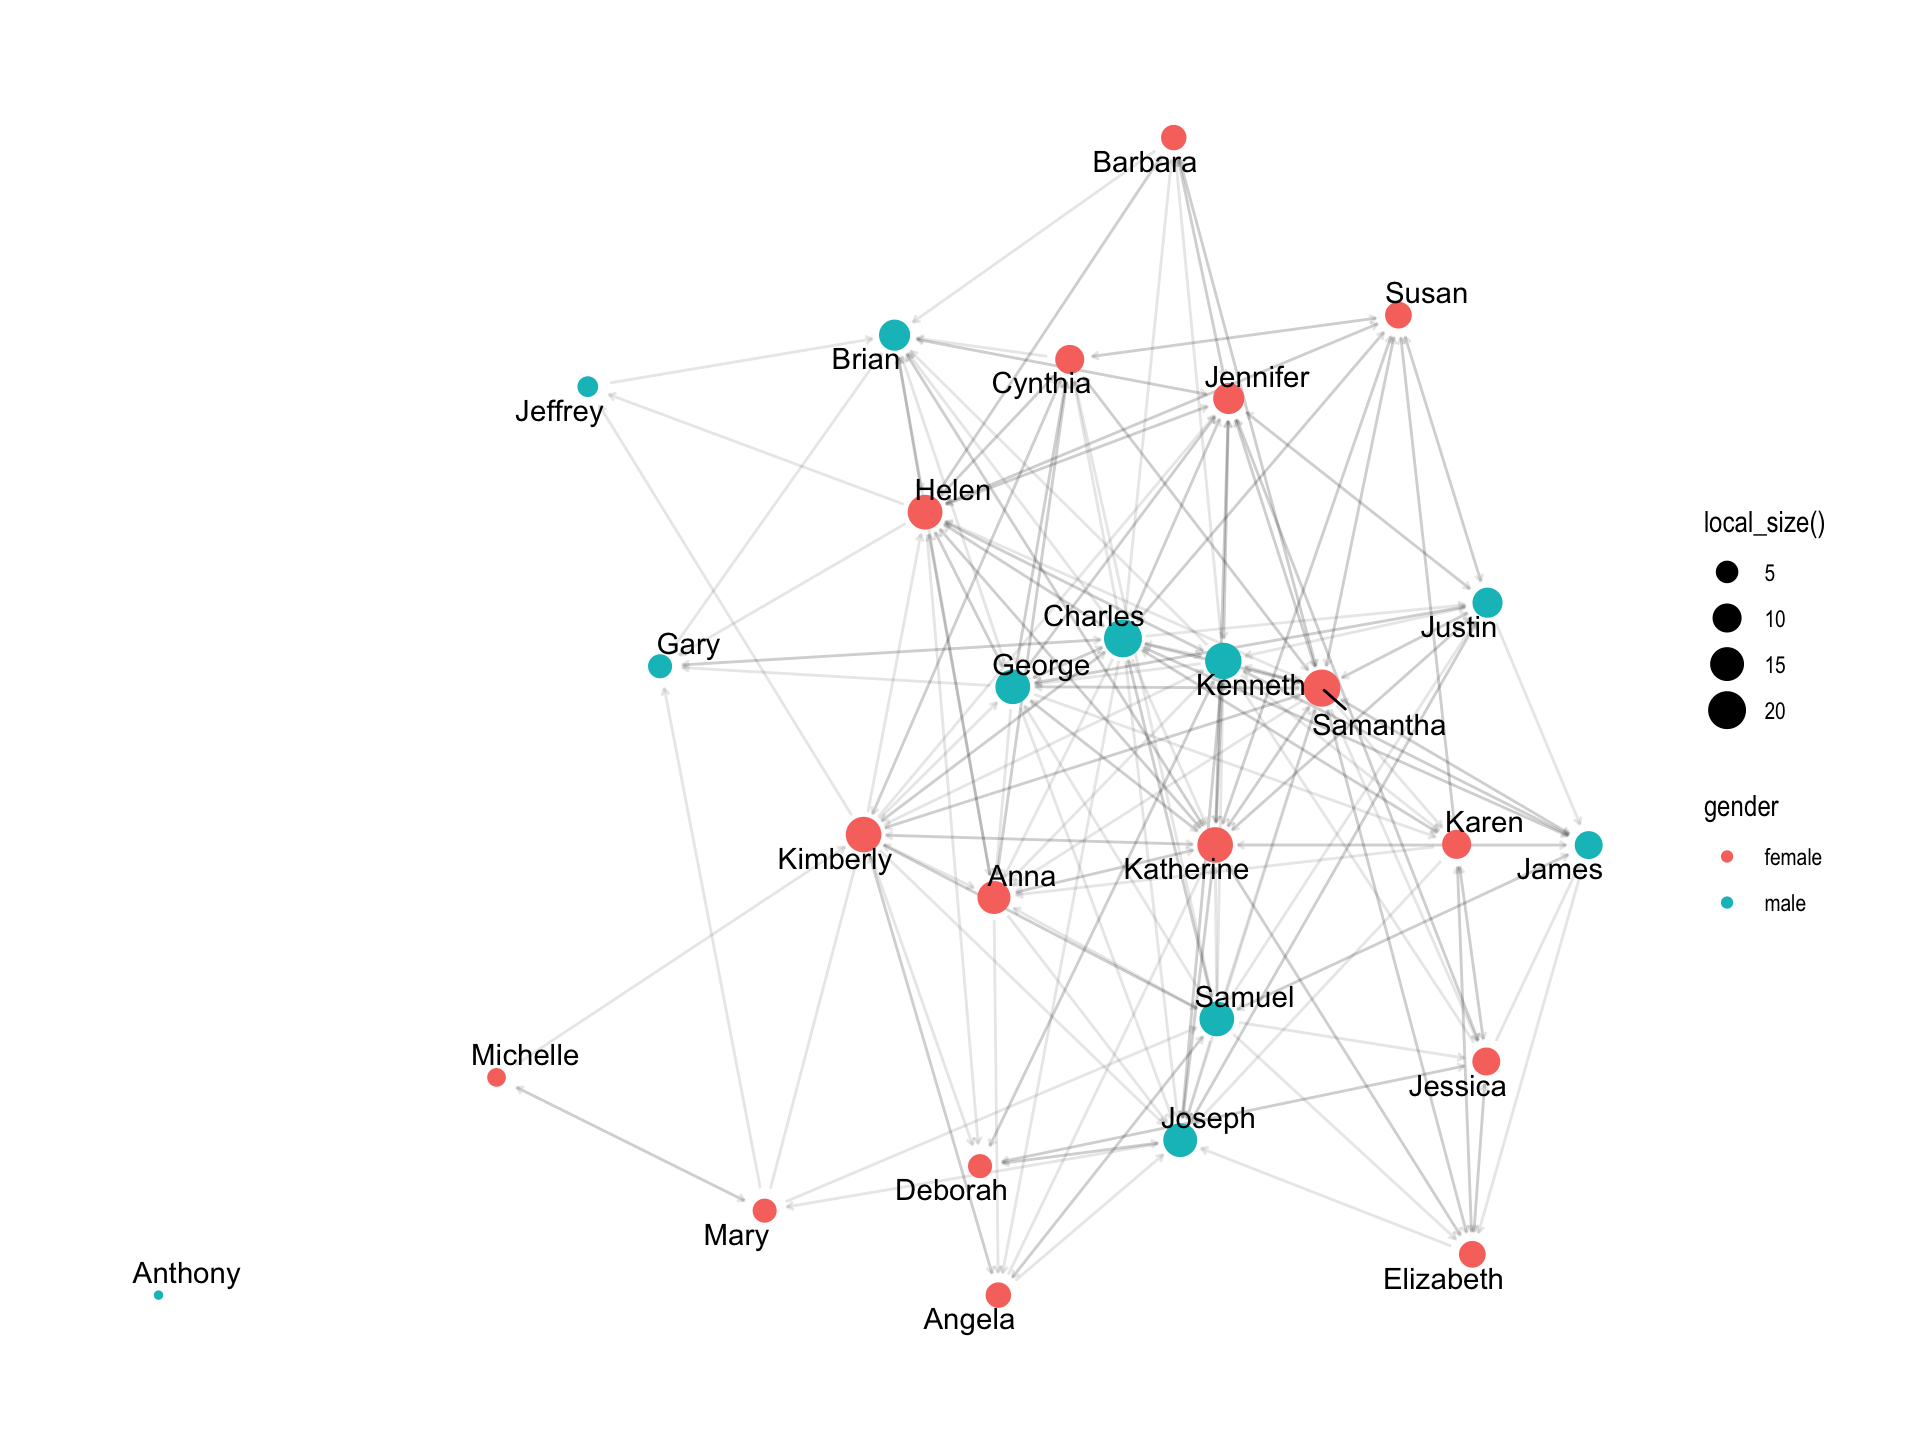 Barbara
Susan
Brian
Cynthia
Jennifer
Jeffrey
Helen
Charles
Justin
Gary
George
Kenneth
Samantha
Karen
Kimberly
Anna
Katherine
James
Samuel
Michelle
Jessica
Joseph
Deborah
Mary
Anthony
Elizabeth
Angela
local_size()
5
10
15
20
gender
female
male